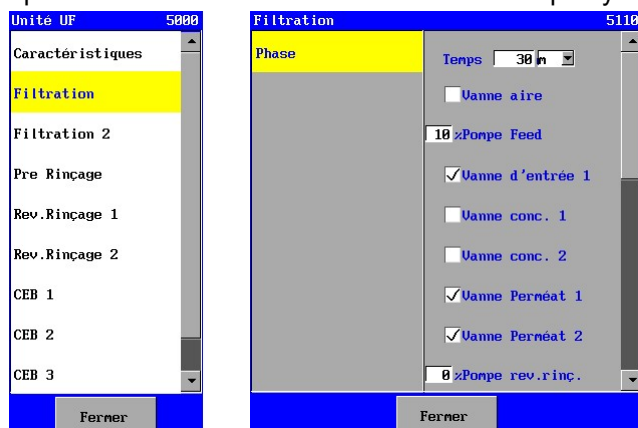 Unité UF 5000
Caractéristiques
Filtration
Filtration 2
Pre Rinçage
Rev.Rinçage 1
Rev.Rinçage 2
CEB 1
CEB 2
CEB 3
Fermer
Filtration 5110
Phase
Temps 30 m
Vanne aire
10 %Pompe Feed
Vanne d'entrée 1
Vanne conc. 1
Vanne conc. 2
Vanne Perméat 1
Vanne Perméat 2
0 %Pompe rev.rinç.
Fermer